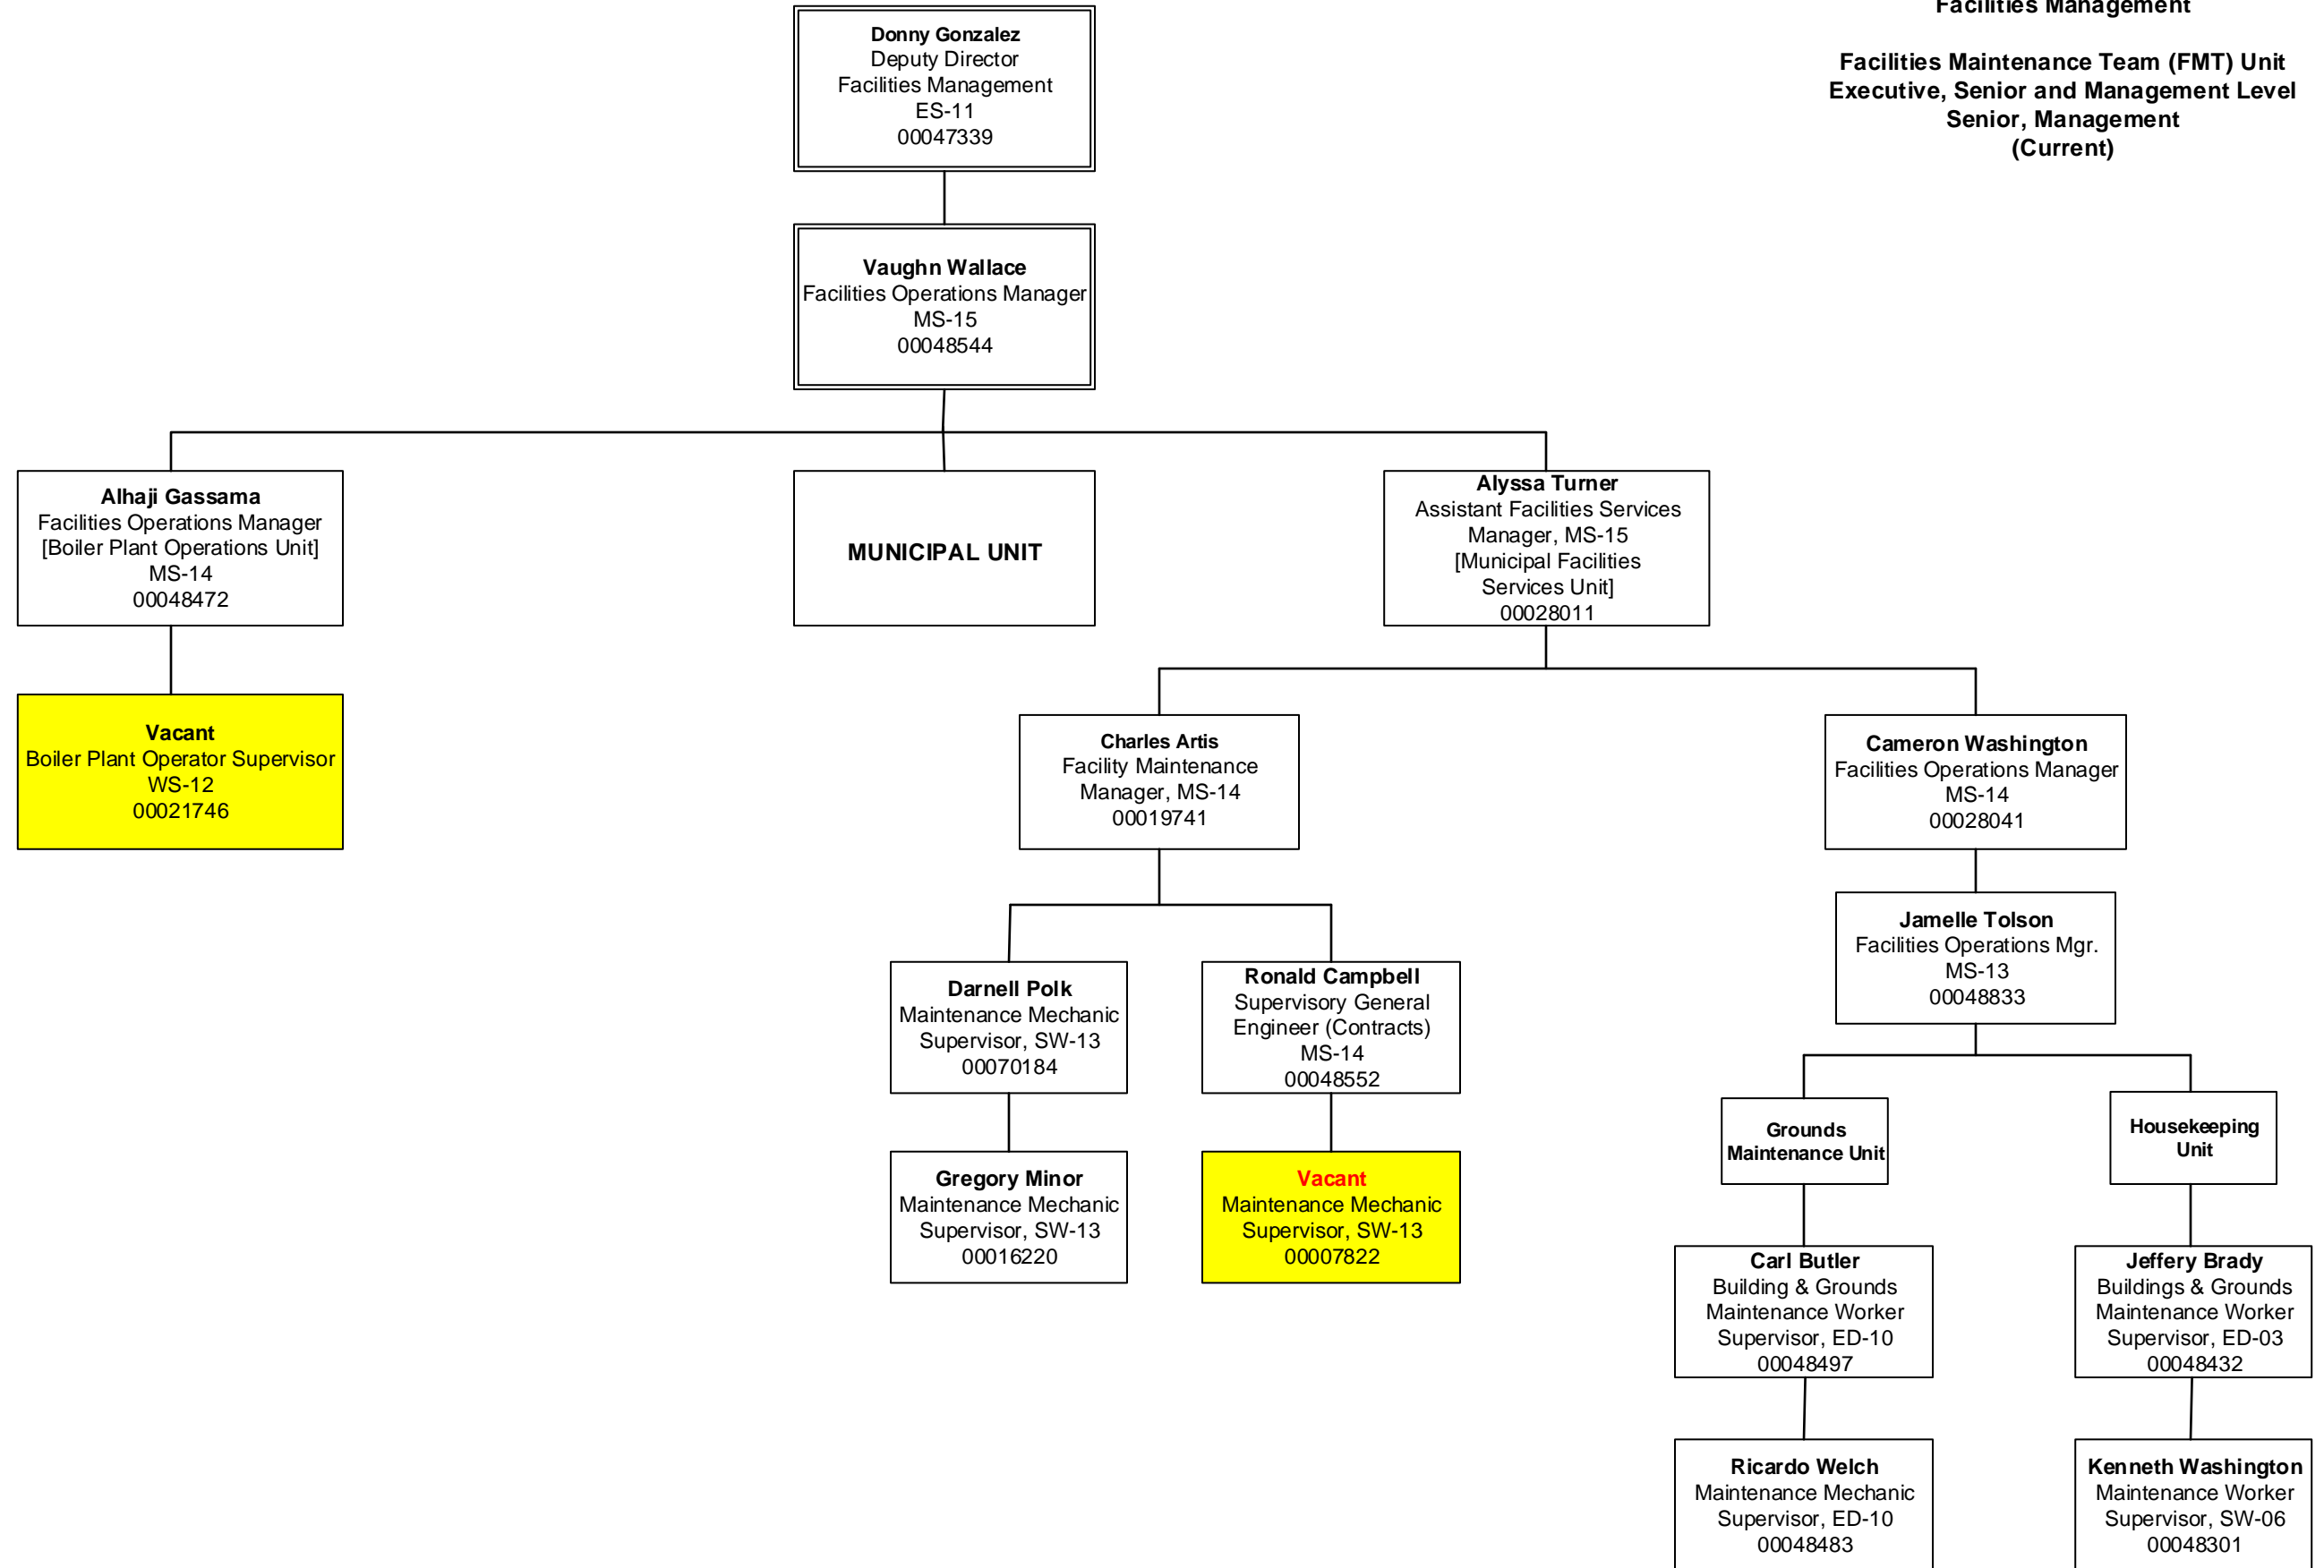 Facilities Management
Facilities Maintenance Team (FMT) Unit
Executive, Senior and Management Level
Senior, Management
(Current)
Donny Gonzalez
Deputy Director
Facilities Management
ES-11
00047339
Vaughn Wallace
Facilities Operations Manager
MS-15
00048544
Alhaji Gassama
Facilities Operations Manager
[Boiler Plant Operations Unit]
MS-14
00048472
MUNICIPAL UNIT
Alyssa Turner
Assistant Facilities Services
Manager, MS-15
[Municipal Facilities
Services Unit]
00028011
Vacant
Boiler Plant Operator Supervisor
WS-12
00021746
Charles Artis
Facility Maintenance
Manager, MS-14
00019741
Cameron Washington
Facilities Operations Manager
MS-14
00028041
Jamelle Tolson
Facilities Operations Mgr.
MS-13
00048833
Darnell Polk
Maintenance Mechanic
Supervisor, SW-13
00070184
Ronald Campbell
Supervisory General
Engineer (Contracts)
MS-14
00048552
Grounds
Maintenance Unit
Housekeeping
Unit
Gregory Minor
Maintenance Mechanic
Supervisor, SW-13
00016220
Vacant
Maintenance Mechanic
Supervisor, SW-13
00007822
Carl Butler
Building & Grounds
Maintenance Worker
Supervisor, ED-10
00048497
Jeffery Brady
Buildings & Grounds
Maintenance Worker
Supervisor, ED-03
00048432
Ricardo Welch
Maintenance Mechanic
Supervisor, ED-10
00048483
Kenneth Washington
Maintenance Worker
Supervisor, SW-06
00048301